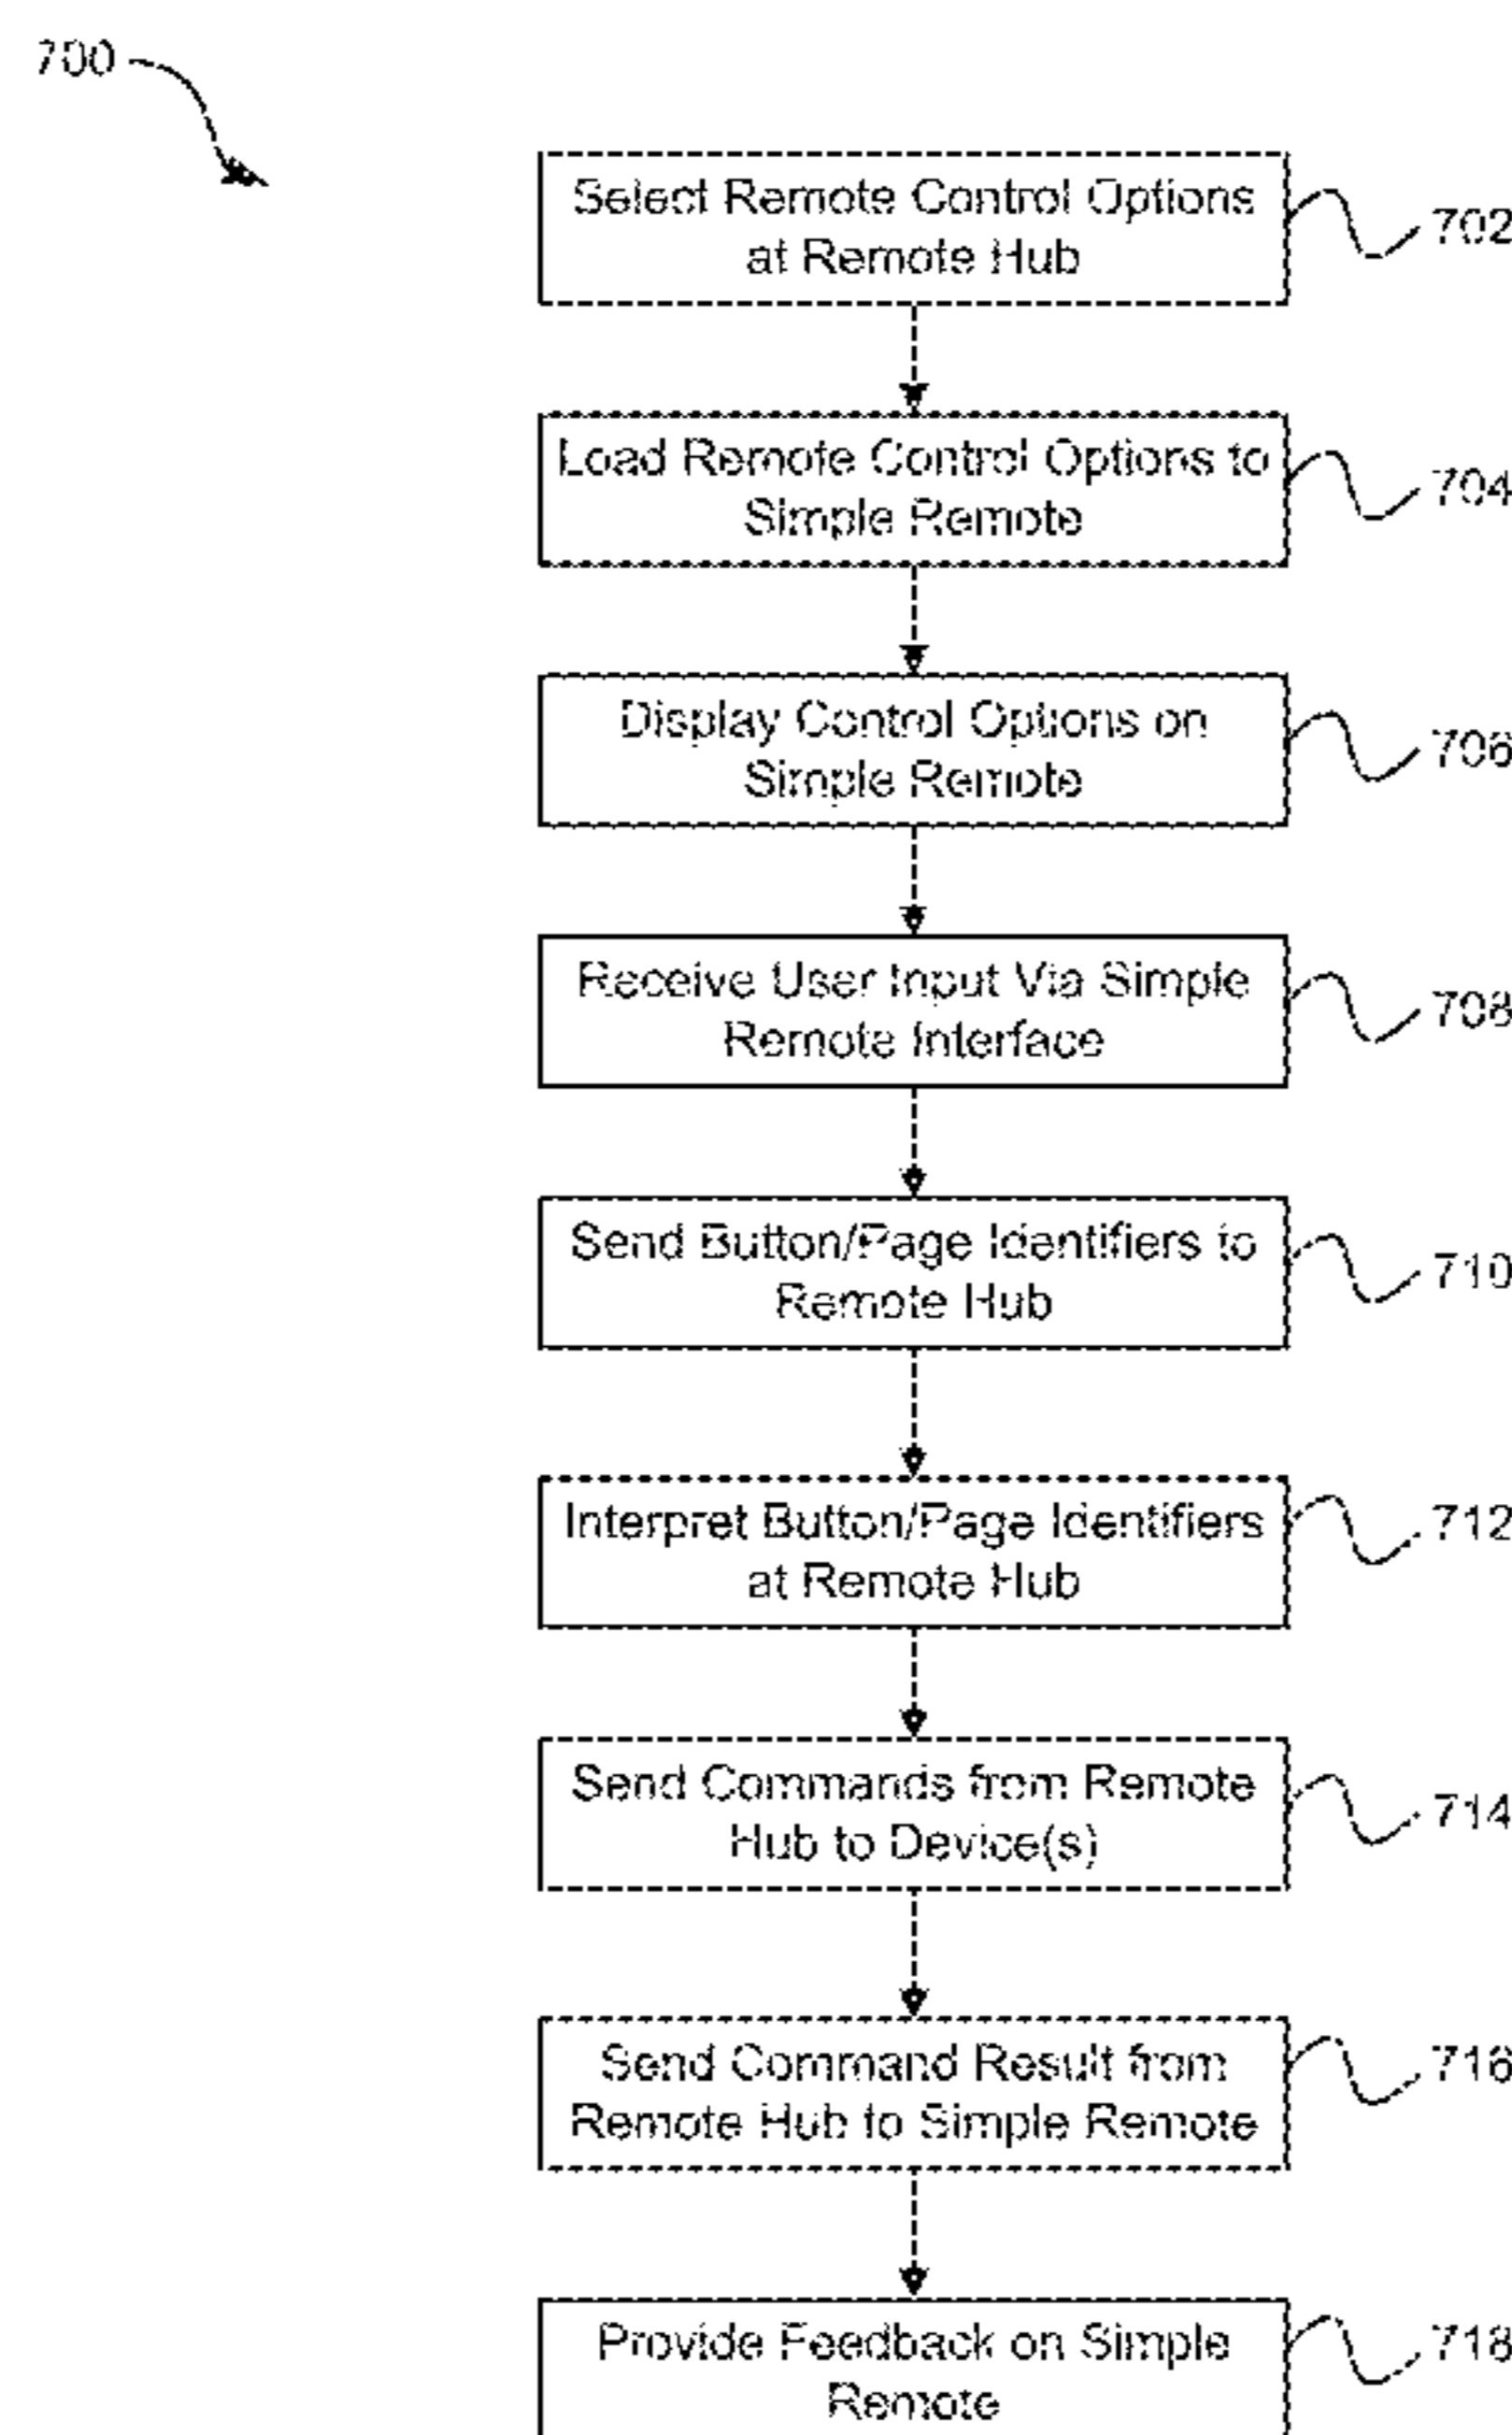 700
Select Remote Control Options
at Remote Hub
702
Load Remote Control Options to
Simple Remote
704
Display Control Options on
Simple Remote
706
Receive User Input Via Simple
Remote Interface
708
Send Button/Page Identifiers to
Remote Hub
710
Interpret Button/Page Identifiers
at Remote Hub
712
Send Commands from Remote
Hub to Device(s)
714
Send Command Result from
Remote Hub to Simple Remote
716
Provide Feedback on Simple
Remote
718